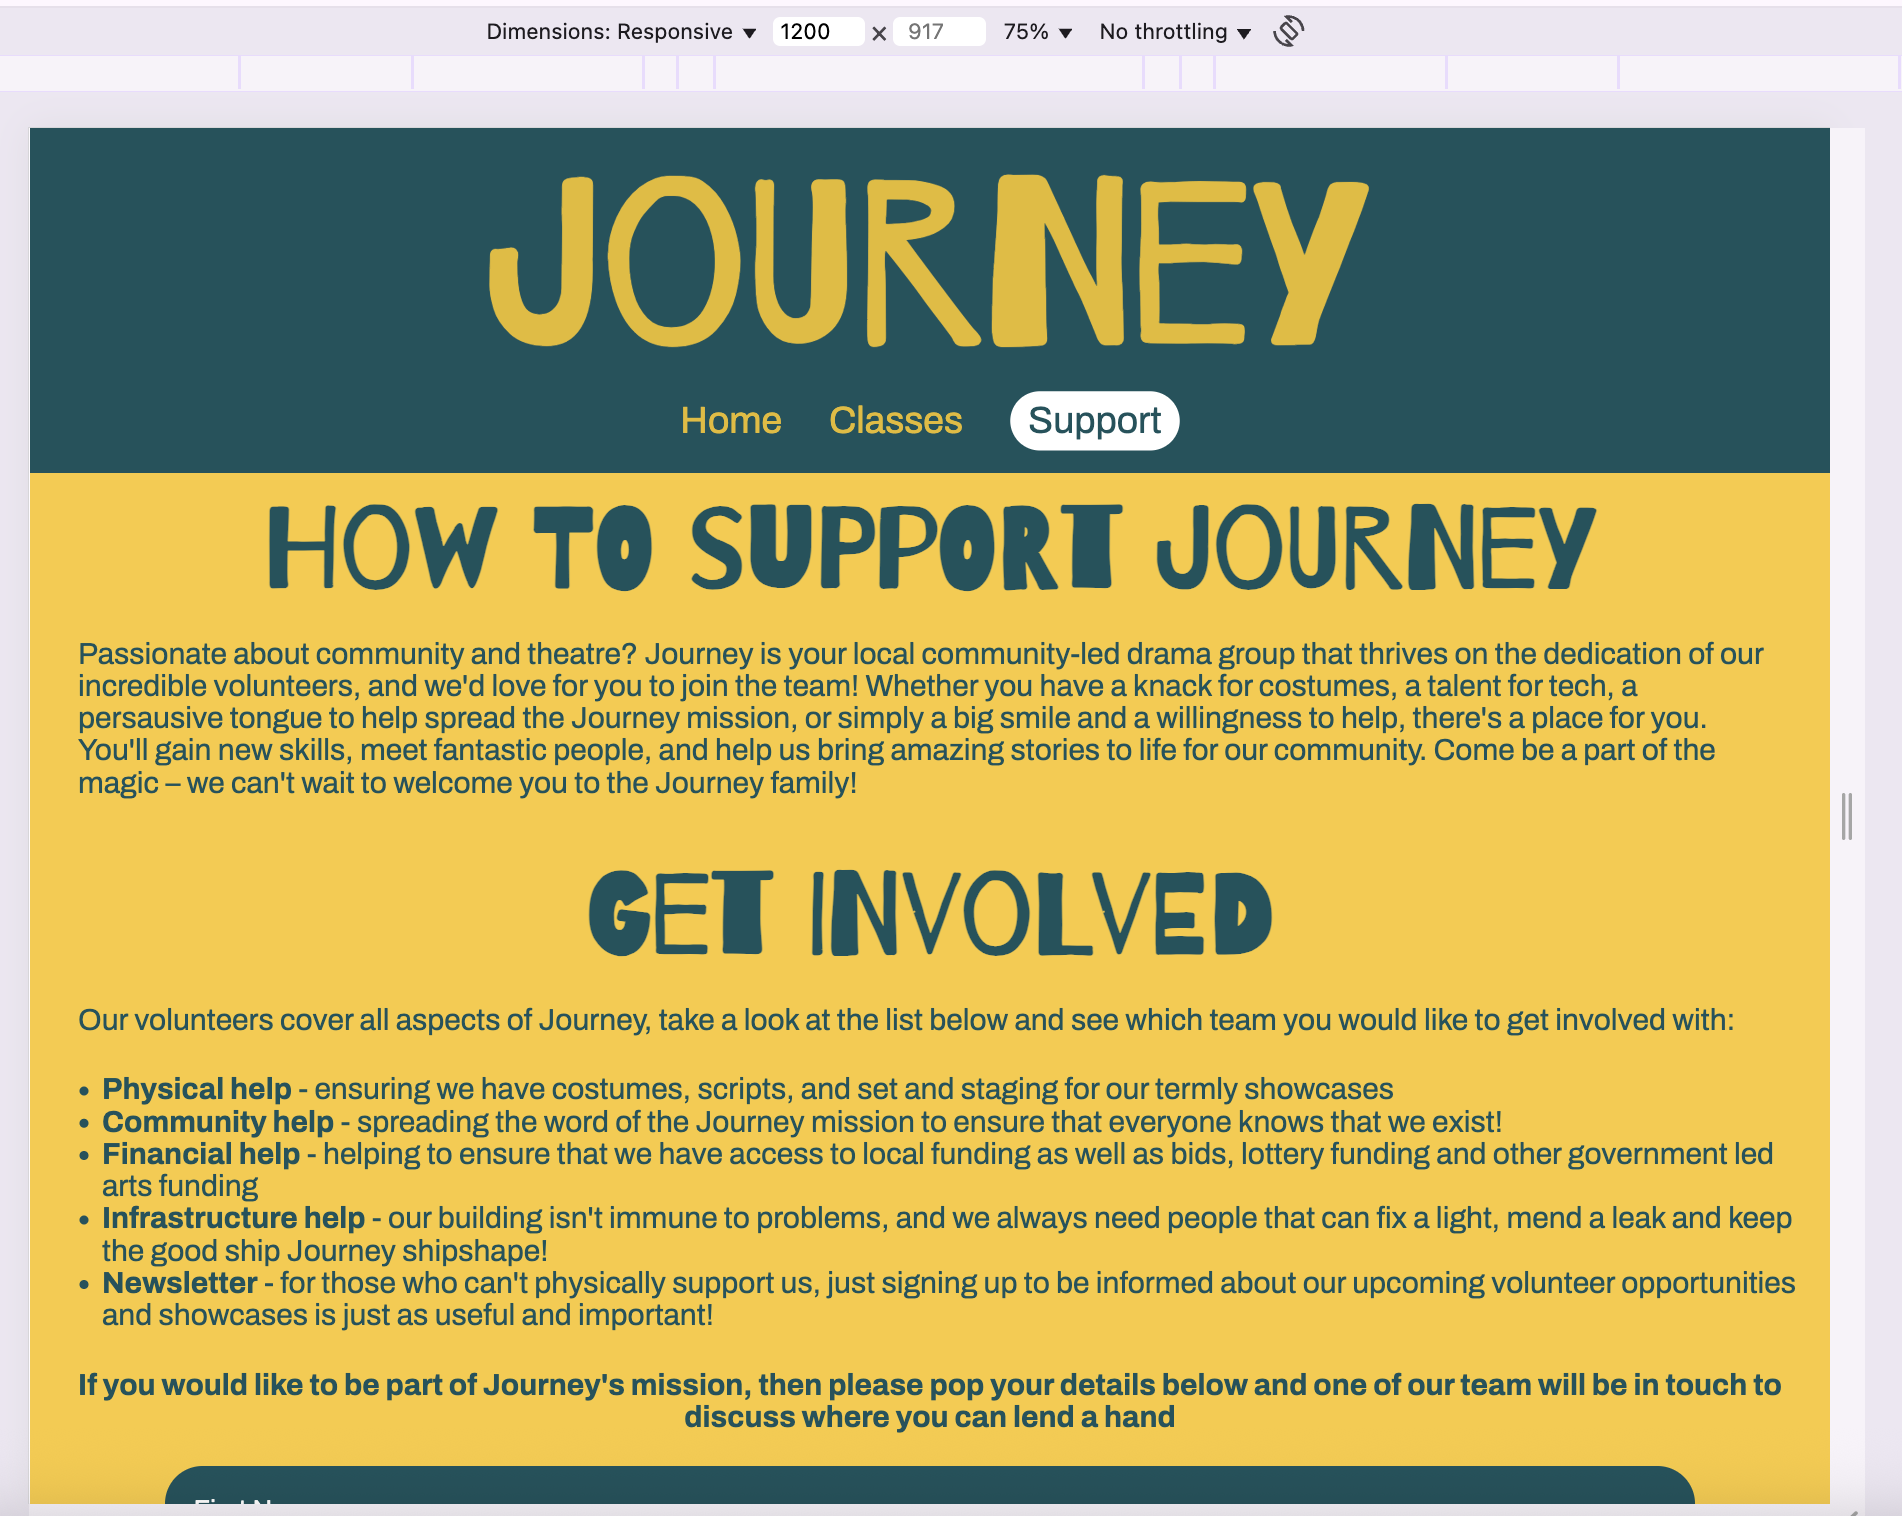 Dimensions: Responsive ▼ 1200 × 917 75% ▼ No throttling ▼
JOURNEY
Home Classes Support
HOW TO SUPPORT JOURNEY
Passionate about community and theatre? Journey is your local community-led drama group that thrives on the dedication of our
incredible volunteers, and we'd love for you to join the team! Whether you have a knack for costumes, a talent for tech, a
persausive tongue to help spread the Journey mission, or simply a big smile and a willingness to help, there's a place for you.
You'll gain new skills, meet fantastic people, and help us bring amazing stories to life for our community. Come be a part of the
magic – we can't wait to welcome you to the Journey family!
GET INVOLVED
Our volunteers cover all aspects of Journey, take a look at the list below and see which team you would like to get involved with:
• Physical help - ensuring we have costumes, scripts, and set and staging for our termly showcases
• Community help - spreading the word of the Journey mission to ensure that everyone knows that we exist!
• Financial help - helping to ensure that we have access to local funding as well as bids, lottery funding and other government led
arts funding
• Infrastructure help - our building isn't immune to problems, and we always need people that can fix a light, mend a leak and keep
the good ship Journey shipshape!
• Newsletter - for those who can't physically support us, just signing up to be informed about our upcoming volunteer opportunities
and showcases is just as useful and important!
If you would like to be part of Journey's mission, then please pop your details below and one of our team will be in touch to
discuss where you can lend a hand